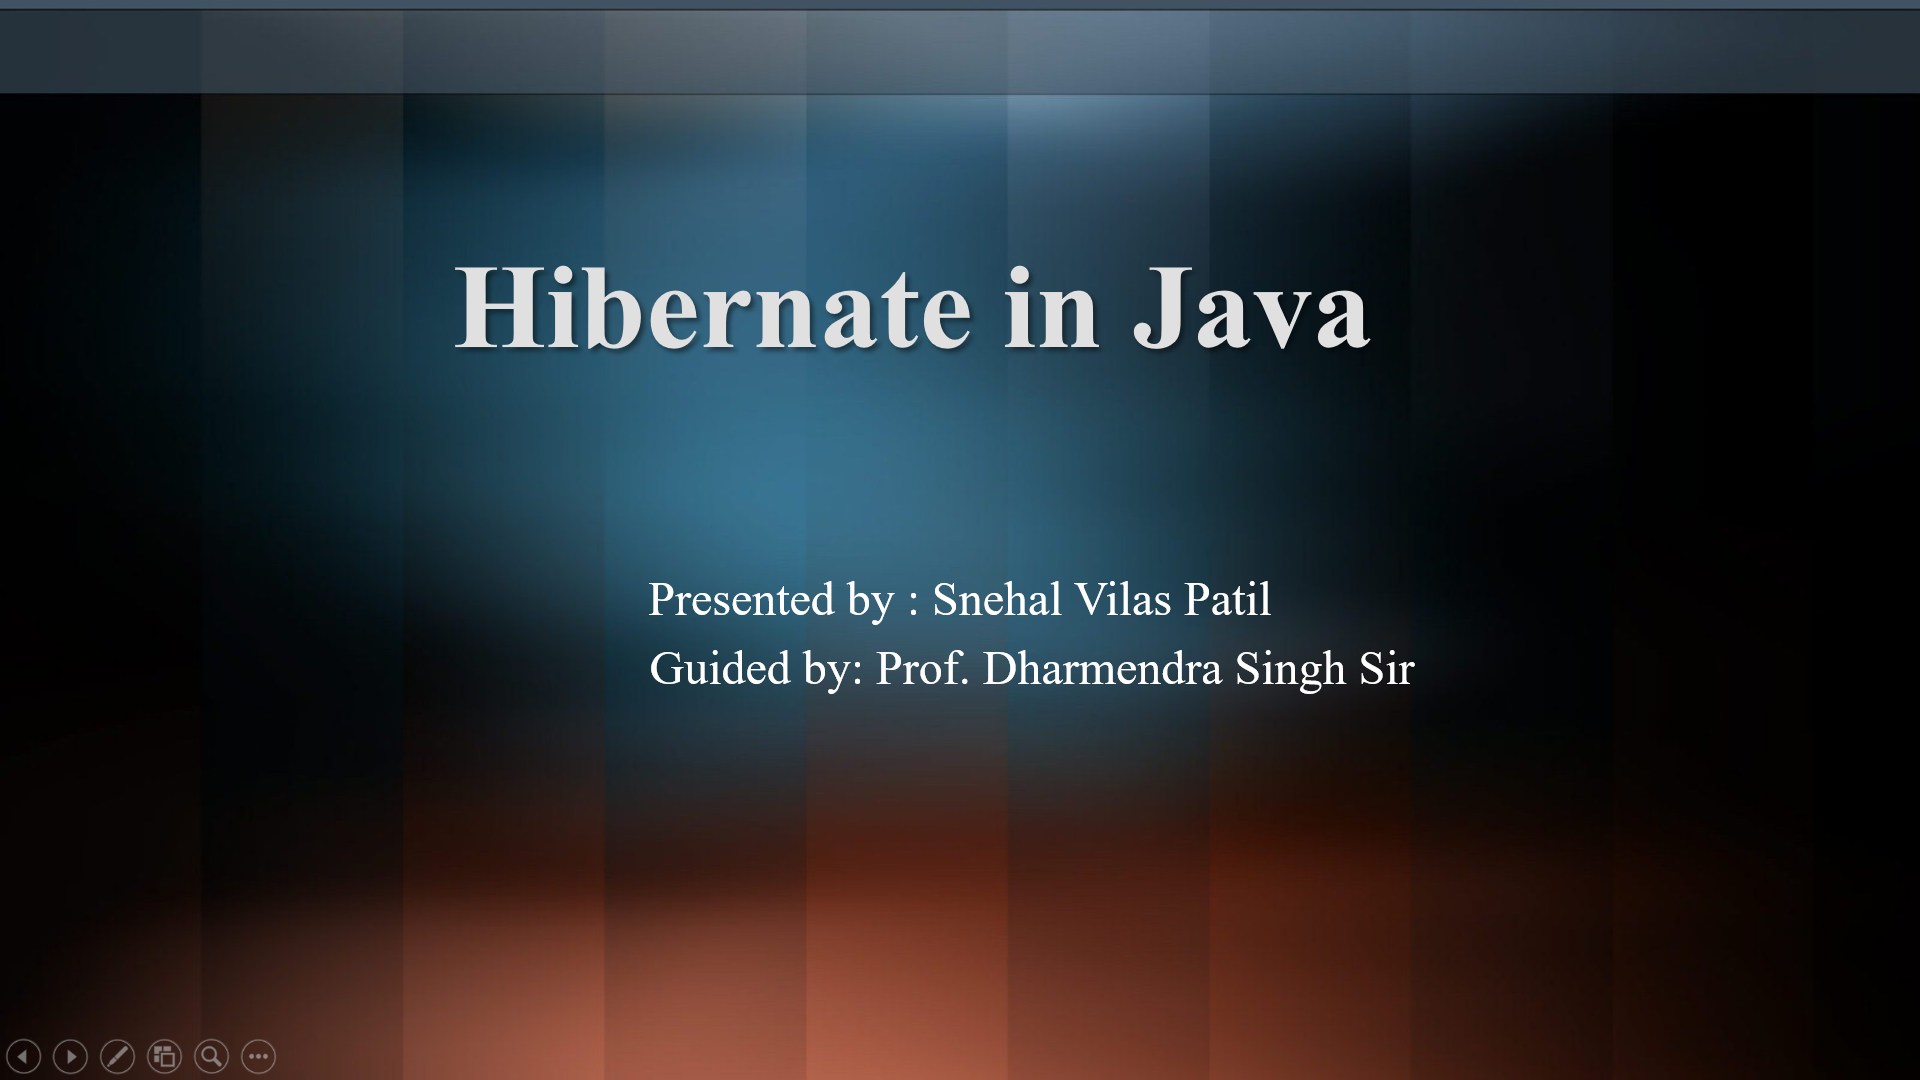 Hibernate in Java
Presented by : Snehal Vilas Patil
Guided by: Prof. Dharmendra Singh Sir